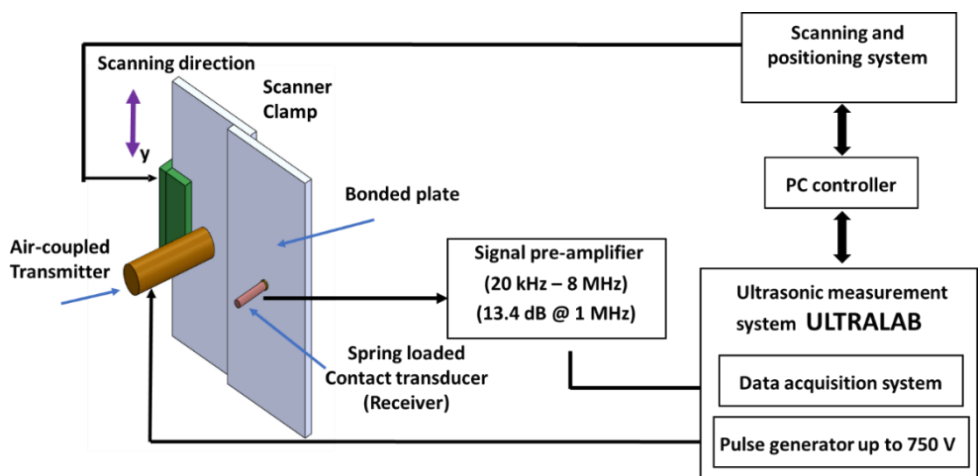 Scanning direction
y
Scanner
Clamp
Bonded plate
Air-coupled
Transmitter
Spring loaded
Contact transducer
(Receiver)
Signal pre-amplifier
(20 kHz – 8 MHz)
(13.4 dB @ 1 MHz)
Scanning and
positioning system
PC controller
Ultrasonic measurement
system ULTRALAB
Data acquisition system
Pulse generator up to 750 V